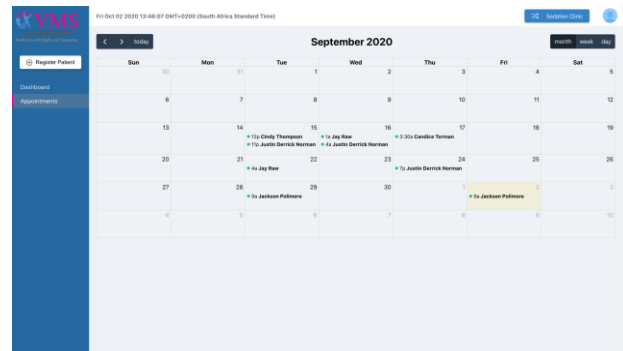 VMS
Fri Oct 02 2020 13:46:07 GMT+0200 (South Africa Standard Time)
Sedation Clinic
Register Patient
Dashboard
Appointments
today
September 2020
month week day
Sun Mon Tue Wed Thu Fri Sat
30 31 1 2 3 4 5
6 7 8 9 10 11 12
13 14 15 16 17 18 19
12p Cindy Thompson 1a Jay Raw 3:30a Candice Torman
11p Justin Derrick Norman 4a Justin Derrick Norman
20 21 22 23 24 25 26
4a Jay Raw 7p Justin Derrick Norman
27 28 29 30 1 2 3
5a Jackson Polimore 5a Jackson Polimore
4 5 6 7 8 9 10